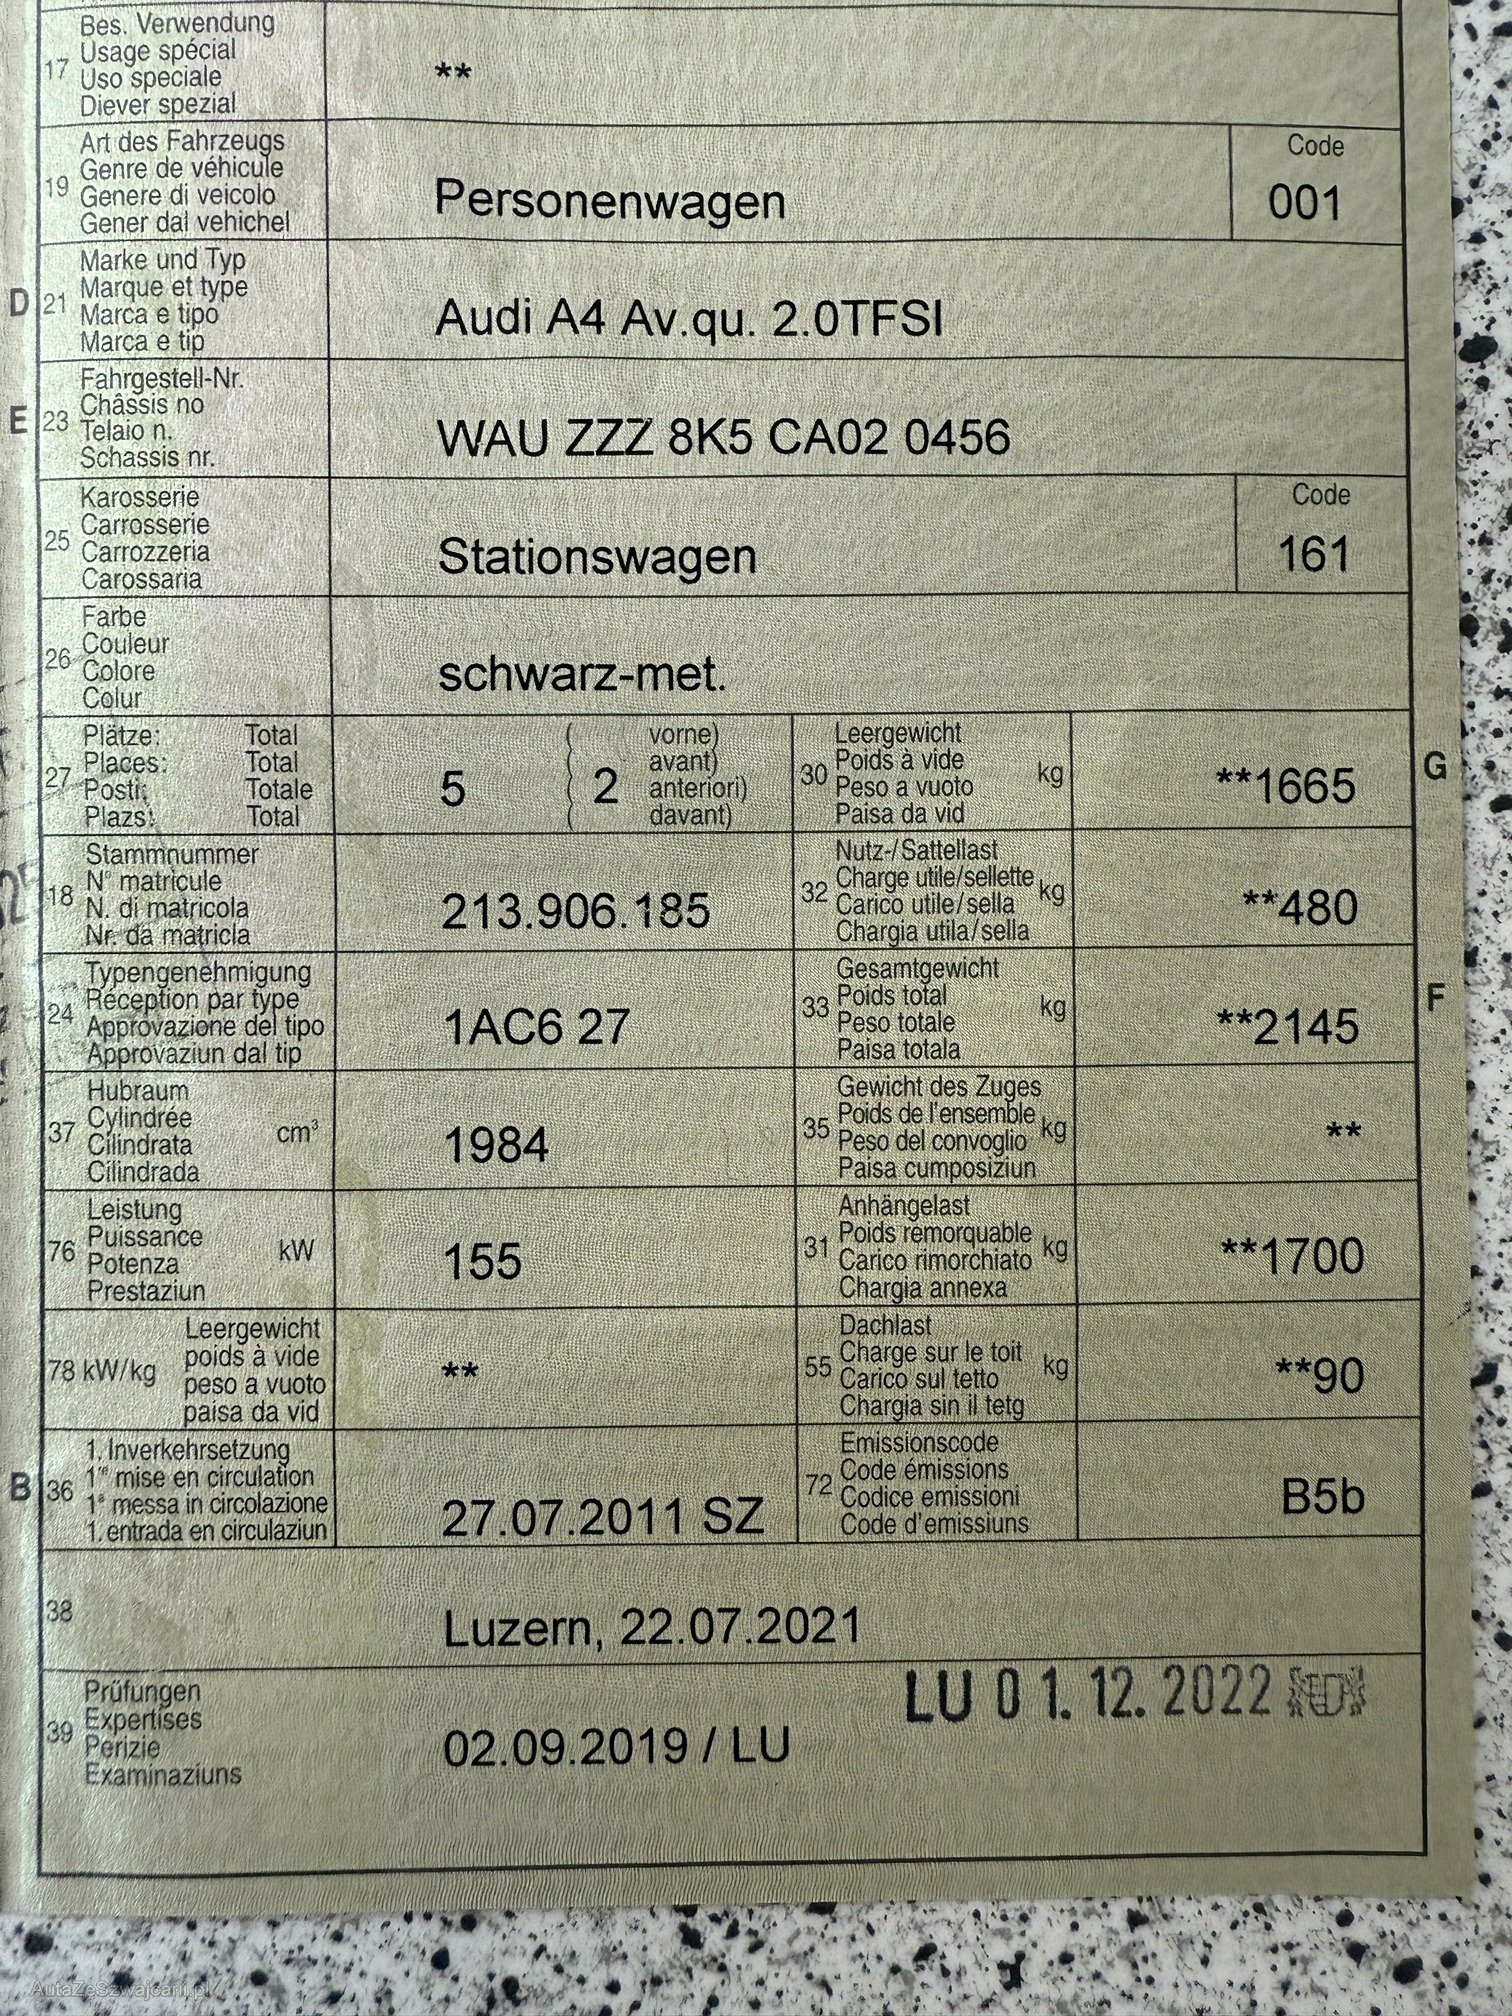 17 Bes. Verwendung
Usage spécial
Uso speciale
Diever spezial
**
19 Art des Fahrzeugs
Genre de véhicule
Genere di veicolo
Gener dal vehichel
Personenwagen
Code
001
D 21 Marke und Typ
Marque et type
Marca e tipo
Marca e tip
Audi A4 Av.qu. 2.0TFSI
E 23 Fahrgestell-Nr.
Châssis no
Telaio n.
Schassis nr.
WAU ZZZ 8K5 CA02 0456
25 Karosserie
Carrosserie
Carrozzeria
Carossaria
Stationswagen
Code
161
26 Farbe
Couleur
Colore
Colur
schwarz-met.
27 Plätze: Total
Places: Total
Posti: Totale
Plazs: Total
5 ( 2 vorne)
avant)
anteriori)
davant)
30 Leergewicht
Poids à vide
Peso a vuoto
Paisa da vid
kg
**1665
G
18 Stammnummer
N° matricule
N. di matricola
Nr. da matricla
213.906.185
32 Nutz-/Sattellast
Charge utile/sellette
Carico utile/sella
Chargia utila/sella
kg
**480
24 Typengenehmigung
Réception par type
Approvazione del tipo
Approvaziun dal tip
1AC6 27
33 Gesamtgewicht
Poids total
Peso totale
Paisa totala
kg
**2145
F
37 Hubraum
Cylindrée
Cilindrata
Cilindrada
cm³
1984
35 Gewicht des Zuges
Poids de l'ensemble
Peso del convoglio
Paisa cumposiziun
kg
**
76 Leistung
Puissance
Potenza
Prestaziun
kW
155
31 Anhängelast
Poids remorquable
Carico rimorchiato
Chargia annexa
kg
**1700
78 kW/kg
Leergewicht
poids à vide
peso a vuoto
paisa da vid
**
55 Dachlast
Charge sur le toit
Carico sul tetto
Chargia sin il tetg
kg
**90
B 36 1. Inverkehrsetzung
1re mise en circulation
1a messa in circolazione
1. entrada en circulaziun
27.07.2011 SZ
72 Emissionscode
Code émissions
Codice emissioni
Code d'emissiuns
B5b
38
Luzern, 22.07.2021
39 Prüfungen
Expertises
Perizie
Examinaziuns
LU 0 1. 12. 2022
02.09.2019 / LU
AutaZeSzwajcarii.pl